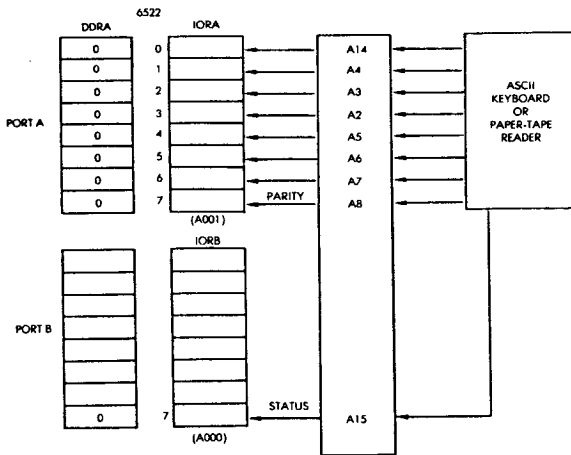 6522
DDRA IORA
0 0 A14
0 1 A4
0 2 A3
0 3 A2
0 4 A5
0 5 A6
0 6 A7
0 7 PARITY A8
PORT A
(A001)
ASCII
KEYBOARD
OR
PAPER-TAPE
READER
IORB
PORT B
0 7 STATUS A15
(A000)